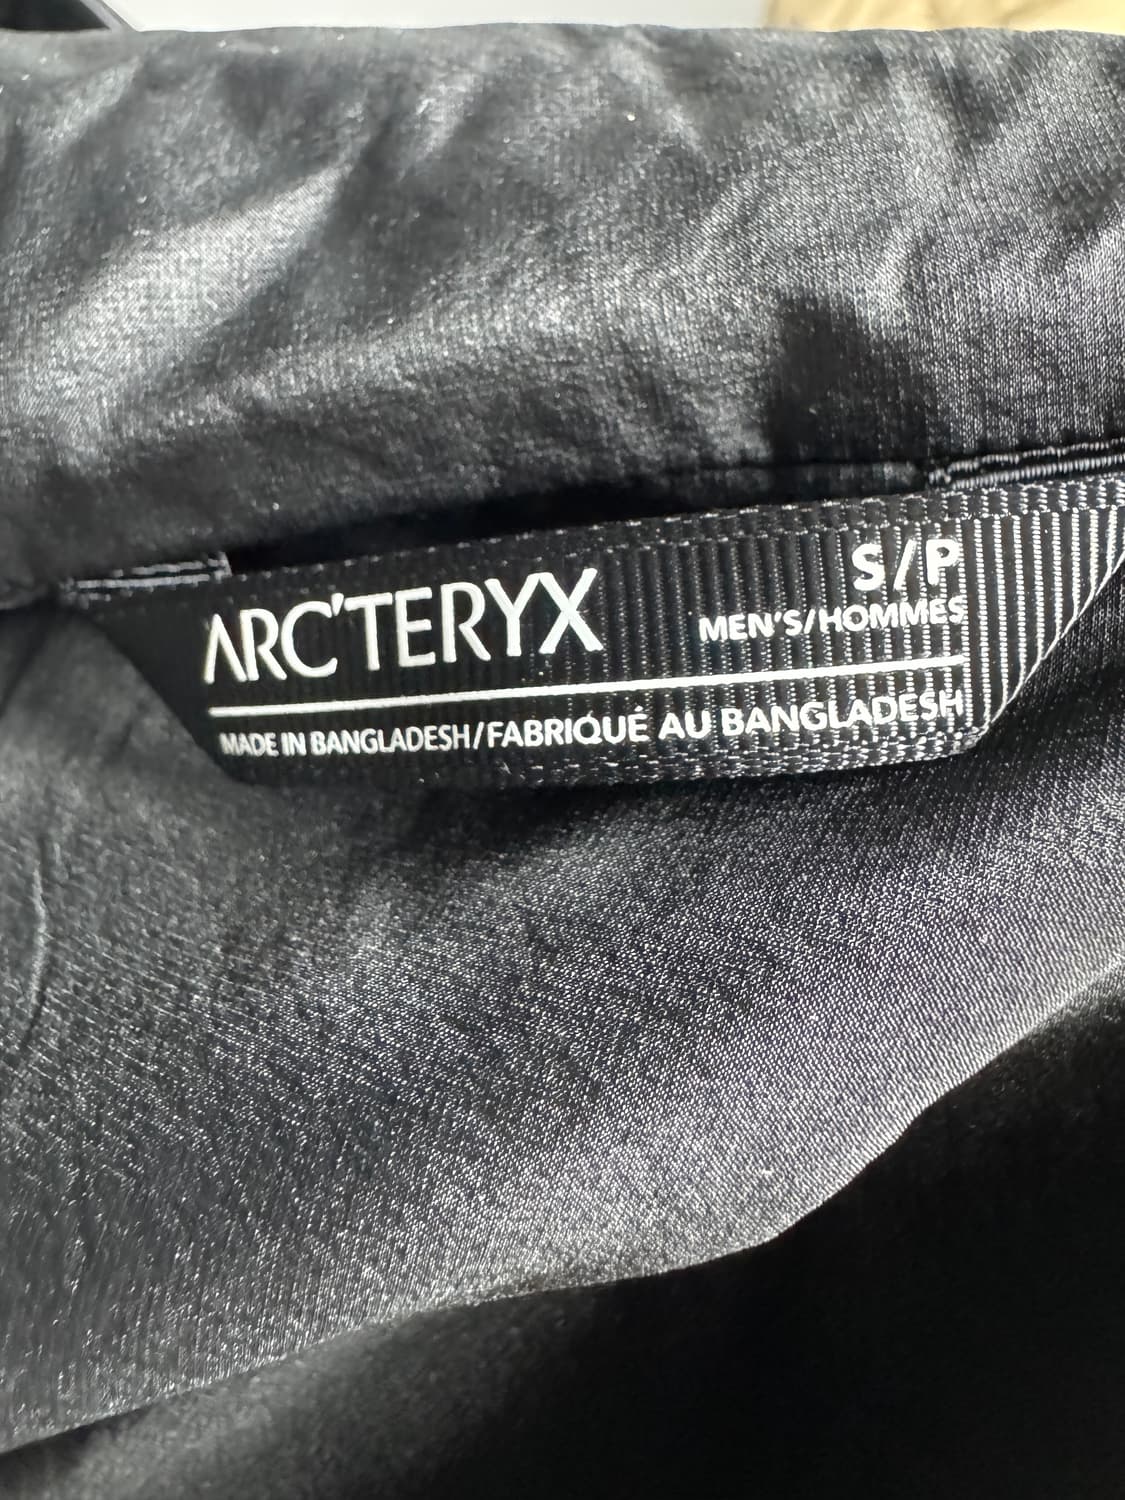 ARC'TERYX
S/P
MEN'S/HOMMES
MADE IN BANGLADESH/FABRIQUÉ AU BANGLADESH